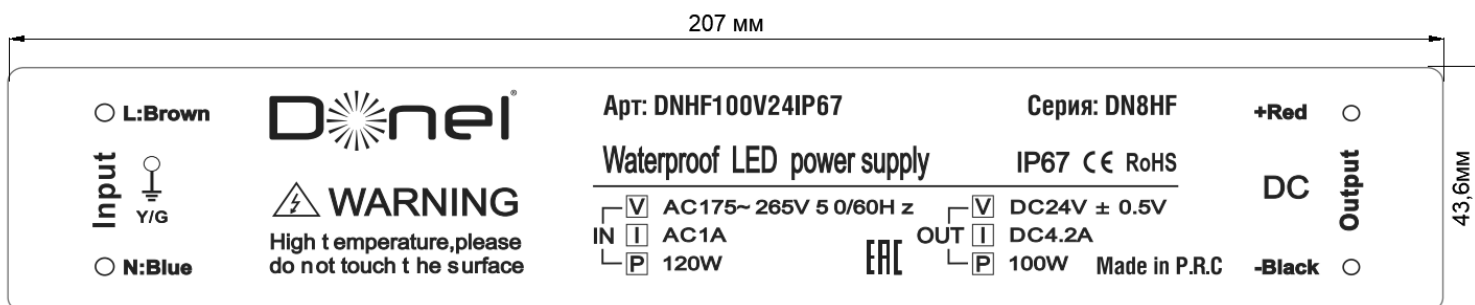 207 мм
43,6мм
Input
L:Brown
Y/G
N:Blue
Donel
WARNING
High t emperature,please
do not touch t he surface
Арт: DNHF100V24IP67 Серия: DN8HF
Waterproof LED power supply IP67 CE RoHS
IN
V AC175~ 265V 5 0/60H z
I AC1A
P 120W
EAC
OUT
V DC24V ± 0.5V
I DC4.2A
P 100W
Made in P.R.C
+Red
DC
-Black
Output